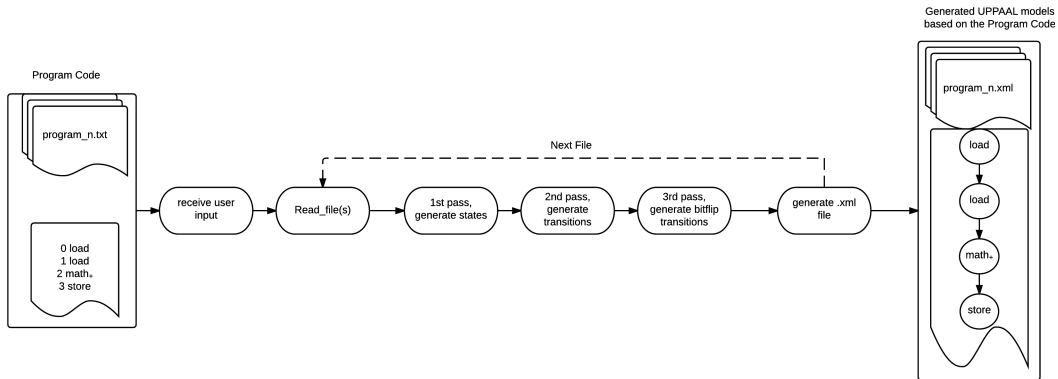 Generated UPPAAL models
based on the Program Code
Program Code
program_n.txt
0 load
1 load
2 math₊
3 store
receive user
input
Read_file(s)
1st pass,
generate states
2nd pass,
generate
transitions
3rd pass,
generate bitflip
transitions
generate .xml
file
Next File
program_n.xml
load
load
math₊
store